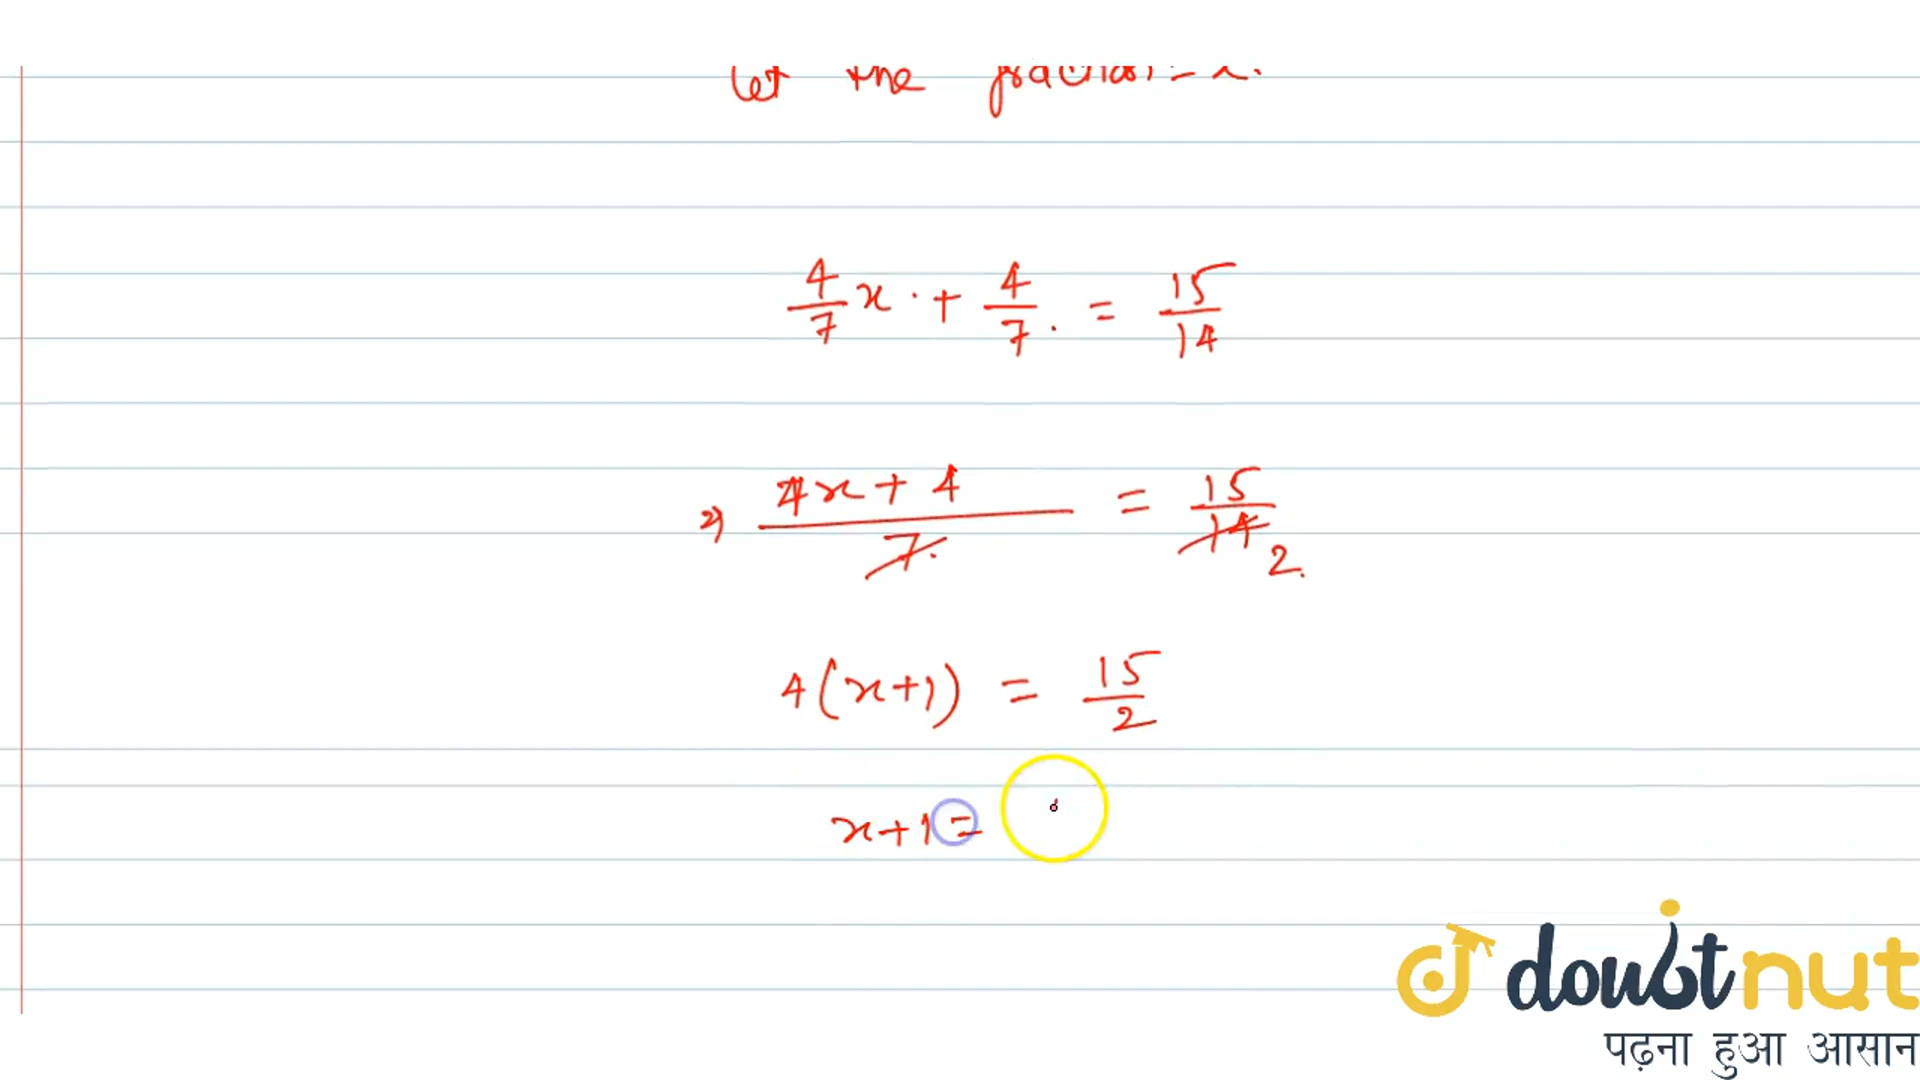 let the fraction = x.
4/7 x + 4/7 = 15/14
⇒ 4x + 4 / 7 = 15 / 14 2
4(x+1) = 15/2
x+1 =
doubtnut
पढ़ना हुआ आसान